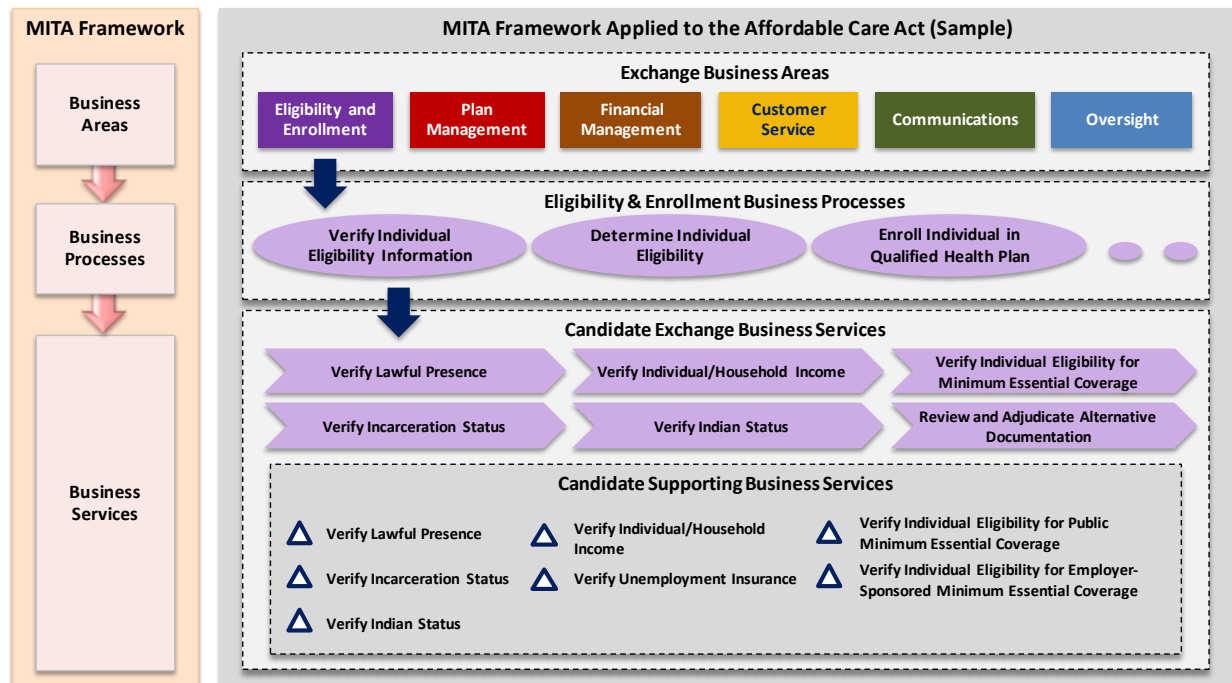 MITA Framework
Business
Areas
Business
Processes
Business
Services
MITA Framework Applied to the Affordable Care Act (Sample)
Exchange Business Areas
Eligibility and
Enrollment
Plan
Management
Financial
Management
Customer
Service
Communications
Oversight
Eligibility & Enrollment Business Processes
Verify Individual
Eligibility Information
Determine Individual
Eligibility
Enroll Individual in
Qualified Health Plan
Candidate Exchange Business Services
Verify Lawful Presence
Verify Individual/Household Income
Verify Individual Eligibility for
Minimum Essential Coverage
Verify Incarceration Status
Verify Indian Status
Review and Adjudicate Alternative
Documentation
Candidate Supporting Business Services
Verify Lawful Presence
Verify Individual/Household
Income
Verify Individual Eligibility for Public
Minimum Essential Coverage
Verify Incarceration Status
Verify Unemployment Insurance
Verify Individual Eligibility for Employer-
Sponsored Minimum Essential Coverage
Verify Indian Status